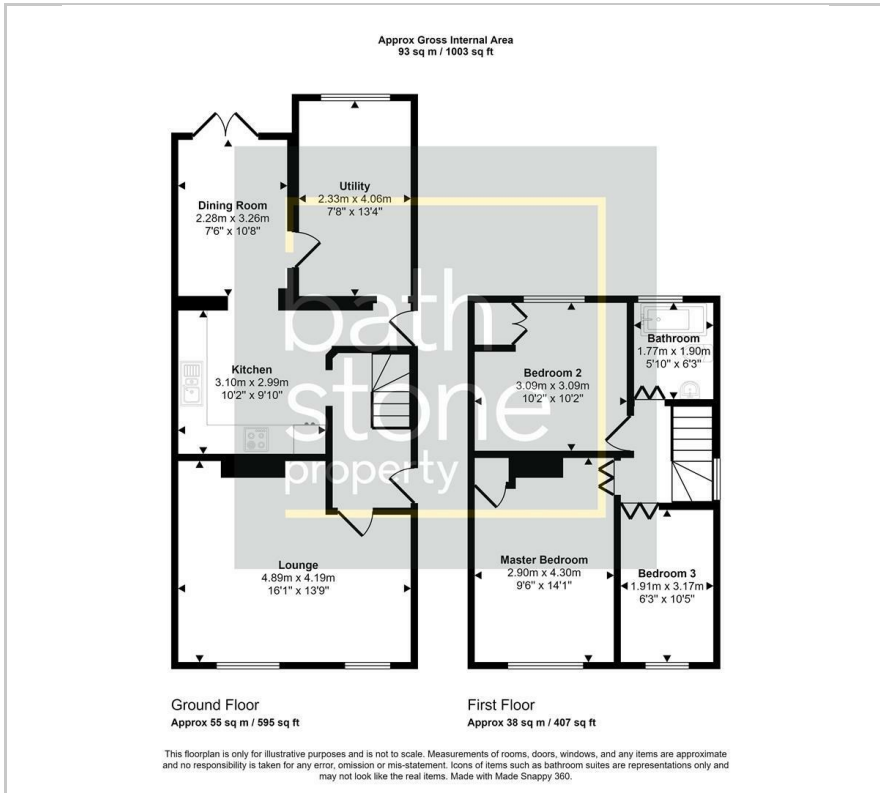 Approx Gross Internal Area
93 sq m / 1003 sq ft
Utility
2.33m x 4.06m
7'8" x 13'4"
Dining Room
2.28m x 3.26m
7'6" x 10'8"
Kitchen
3.10m x 2.99m
10'2" x 9'10"
Lounge
4.89m x 4.19m
16'1" x 13'9"
Bathroom
1.77m x 1.90m
5'10" x 6'3"
Bedroom 2
3.09m x 3.09m
10'2" x 10'2"
Master Bedroom
2.90m x 4.30m
9'6" x 14'1"
Bedroom 3
1.91m x 3.17m
6'3" x 10'5"
bath
stone
property
Ground Floor
Approx 55 sq m / 595 sq ft
First Floor
Approx 38 sq m / 407 sq ft
This floorplan is only for illustrative purposes and is not to scale. Measurements of rooms, doors, windows, and any items are approximate
and no responsibility is taken for any error, omission or mis-statement. Icons of items such as bathroom suites are representations only and
may not look like the real items. Made with Made Snappy 360.